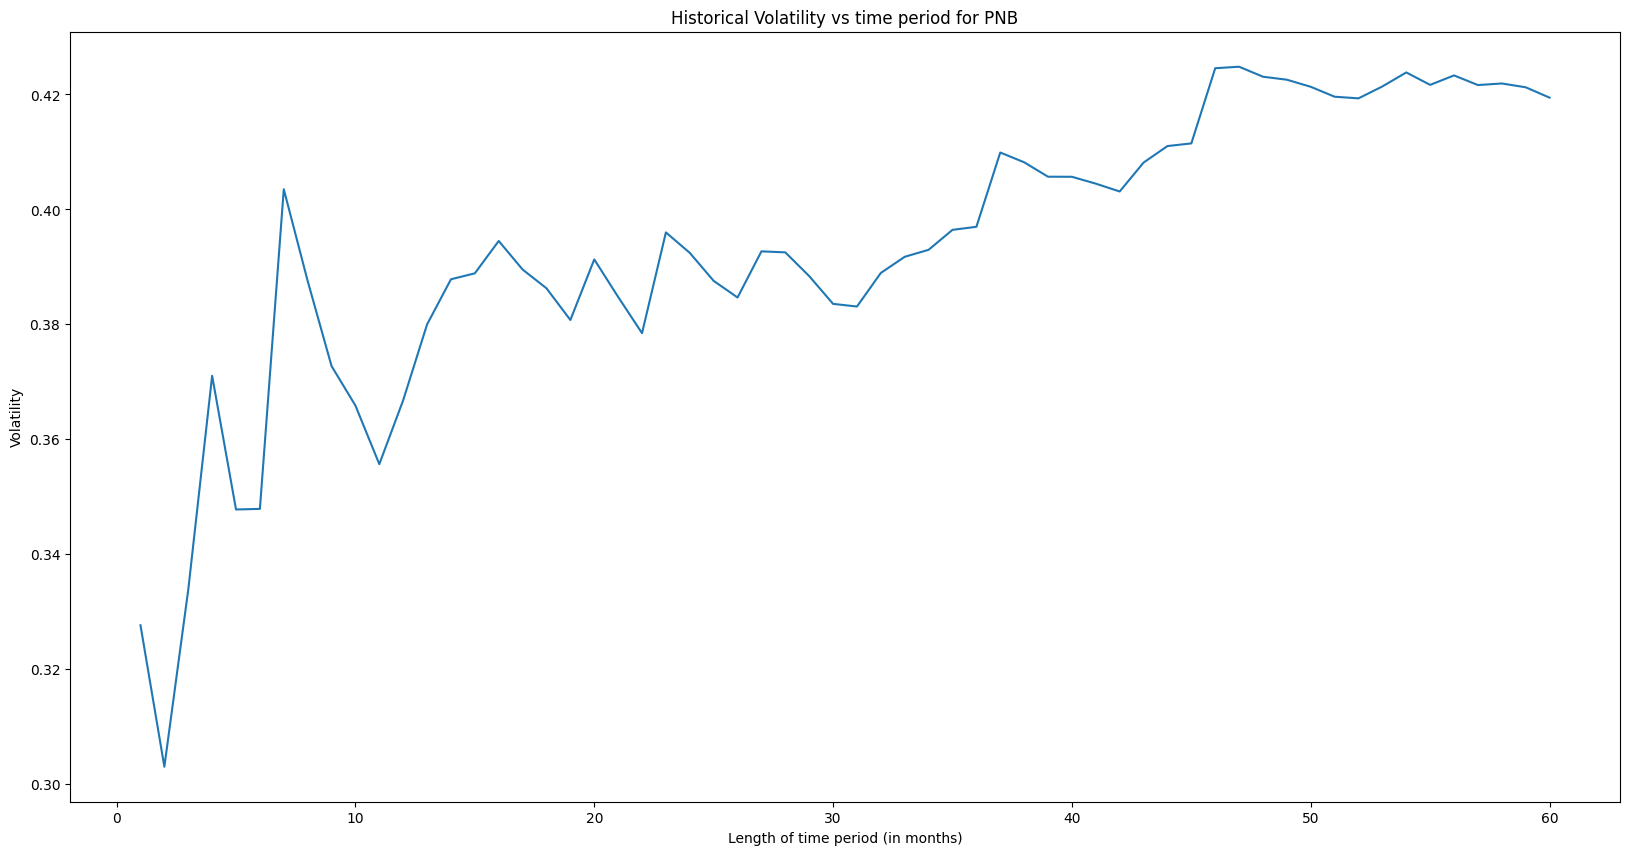 Historical Volatility vs time period for PNB
Volatility
0.42
0.40
0.38
0.36
0.34
0.32
0.30
0 10 20 30 40 50 60
Length of time period (in months)